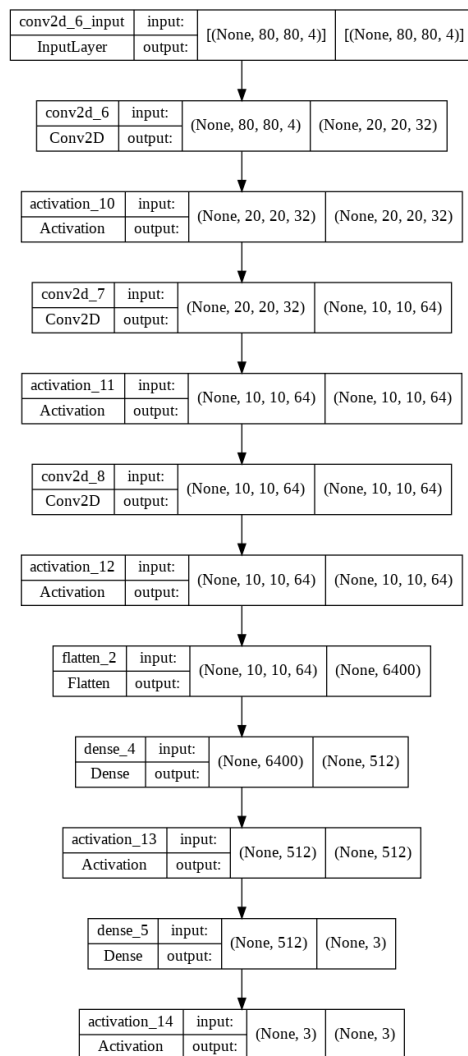 conv2d_6_input input: [(None, 80, 80, 4)] [(None, 80, 80, 4)]
InputLayer output:
conv2d_6 input: (None, 80, 80, 4) (None, 20, 20, 32)
Conv2D output:
activation_10 input: (None, 20, 20, 32) (None, 20, 20, 32)
Activation output:
conv2d_7 input: (None, 20, 20, 32) (None, 10, 10, 64)
Conv2D output:
activation_11 input: (None, 10, 10, 64) (None, 10, 10, 64)
Activation output:
conv2d_8 input: (None, 10, 10, 64) (None, 10, 10, 64)
Conv2D output:
activation_12 input: (None, 10, 10, 64) (None, 10, 10, 64)
Activation output:
flatten_2 input: (None, 10, 10, 64) (None, 6400)
Flatten output:
dense_4 input: (None, 6400) (None, 512)
Dense output:
activation_13 input: (None, 512) (None, 512)
Activation output:
dense_5 input: (None, 512) (None, 3)
Dense output:
activation_14 input: (None, 3) (None, 3)
Activation output: